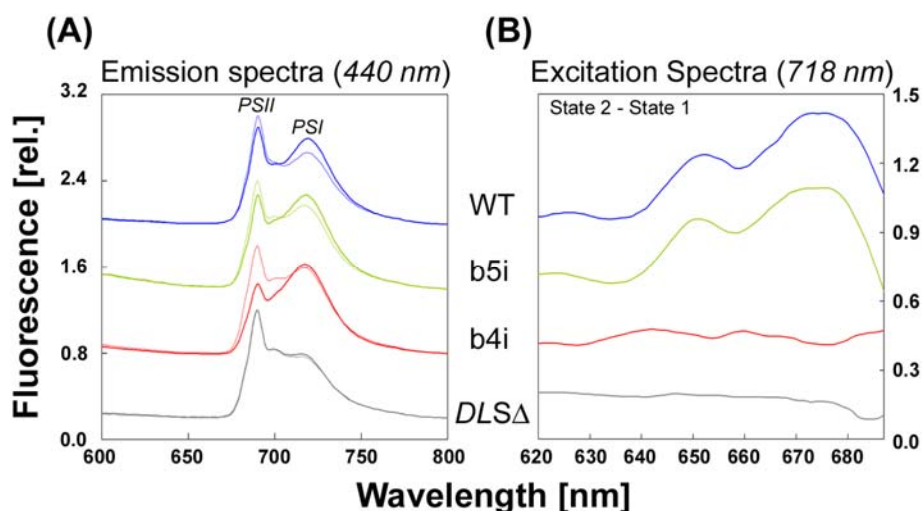 (A)
Emission spectra (440 nm)
PSII
PSI
3.2
2.4
1.6
0.8
0.0
600 650 700 750 800
Fluorescence [rel.]
WT
b5i
b4i
DLSΔ
(B)
Excitation Spectra (718 nm)
State 2 - State 1
1.5
1.2
0.9
0.6
0.3
0.0
620 630 640 650 660 670 680
Wavelength [nm]